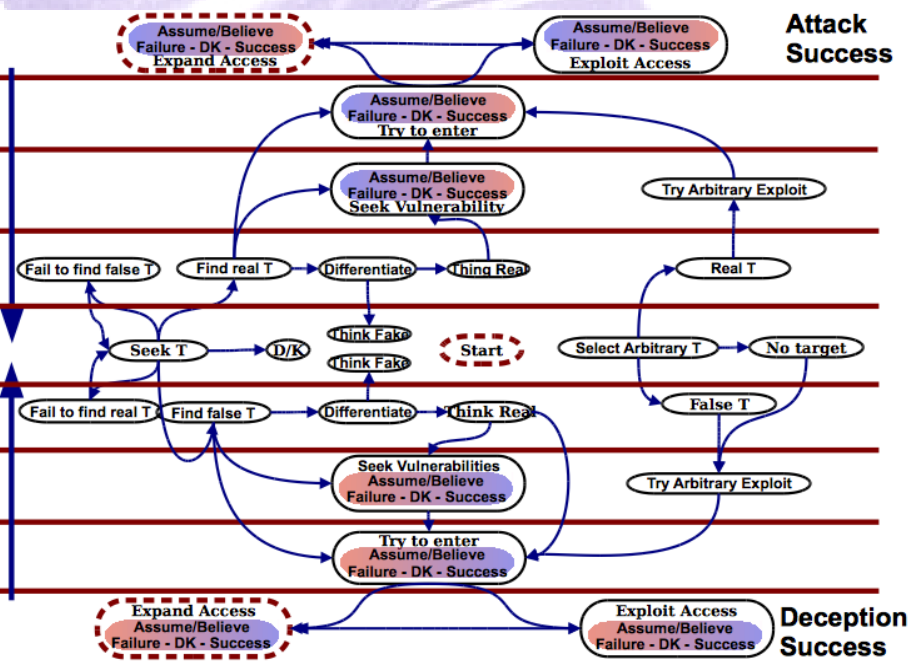 Assume/Believe
Failure - DK - Success
Expand Access
Assume/Believe
Failure - DK - Success
Exploit Access
Attack
Success
Assume/Believe
Failure - DK - Success
Try to enter
Assume/Believe
Failure - DK - Success
Seek Vulnerability
Try Arbitrary Exploit
Fail to find false T
Find real T
Differentiate
Thing Real
Real T
Think Fake
Seek T
D/K
Think Fake
Start
Select Arbitrary T
No target
Fail to find real T
Find false T
Differentiate
Think Real
False T
Seek Vulnerabilities
Assume/Believe
Failure - DK - Success
Try Arbitrary Exploit
Try to enter
Assume/Believe
Failure - DK - Success
Expand Access
Assume/Believe
Failure - DK - Success
Exploit Access
Assume/Believe
Failure - DK - Success
Deception
Success